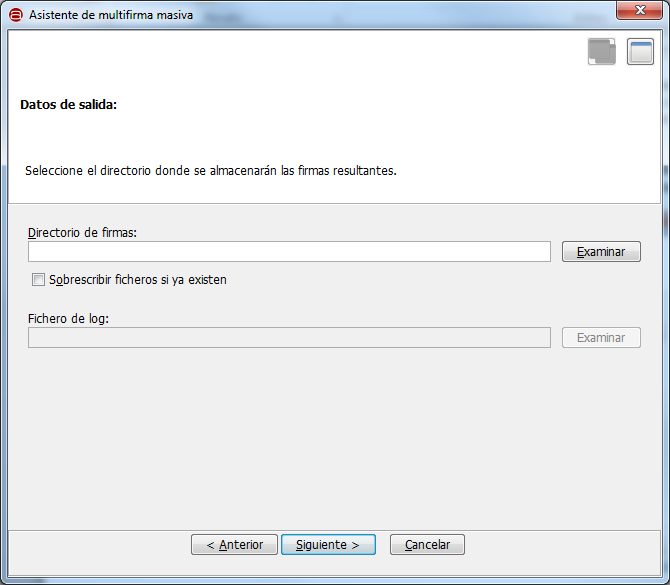 Asistente de multifirma masiva
Datos de salida:
Seleccione el directorio donde se almacenarán las firmas resultantes.
Directorio de firmas:
Examinar
Sobrescribir ficheros si ya existen
Fichero de log:
Examinar
< Anterior
Siguiente >
Cancelar